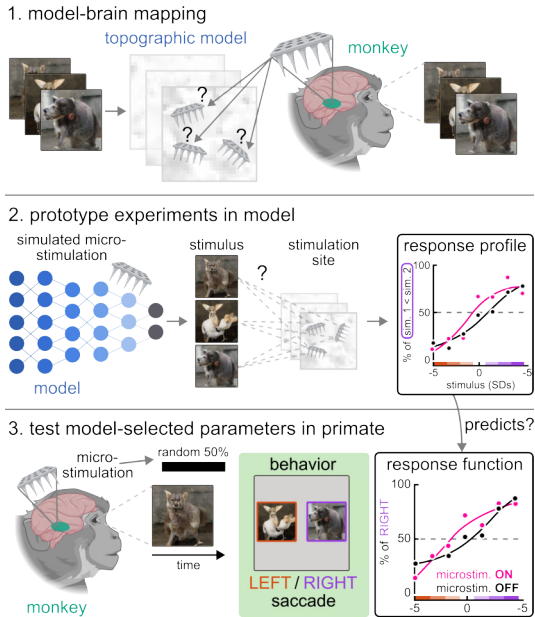 1. model-brain mapping
topographic model
monkey
?
?
?
2. prototype experiments in model
simulated micro-
stimulation
model
stimulus
?
stimulation
site
response profile
% of sim. 1 < sim. 2)
100
50
0
-5
0
-5
stimulus (SDs)
predicts?
3. test model-selected parameters in primate
micro-
stimulation
random 50%
time
monkey
behavior
LEFT / RIGHT
saccade
response function
% of RIGHT
100
50
0
microstim. ON
microstim. OFF
-5
0
-5